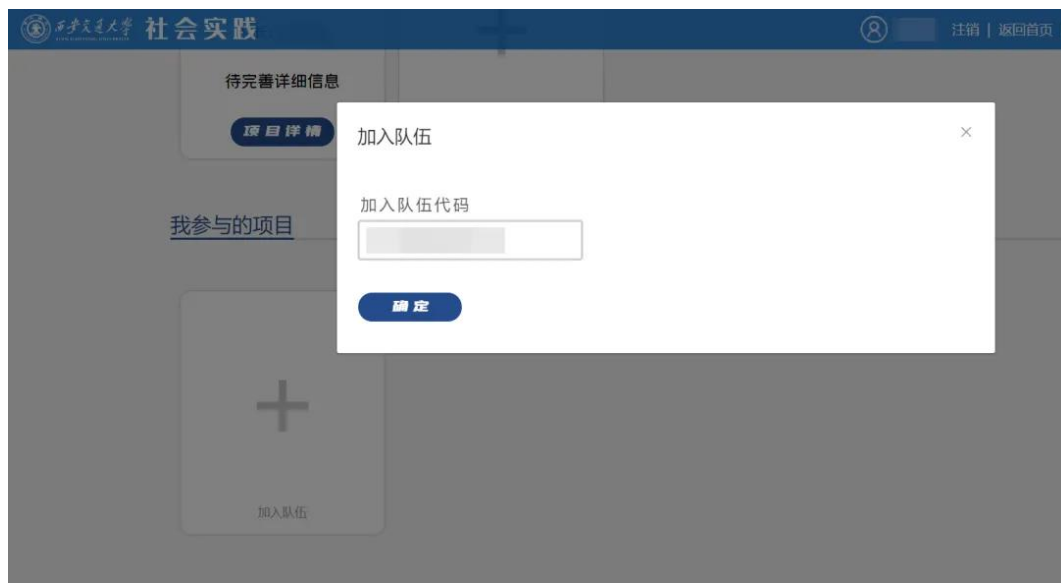 西安交通大学 社会实践
注销 | 返回首页
待完善详细信息
项目详情
加入队伍
加入队伍代码
我参与的项目
确定
加入队伍